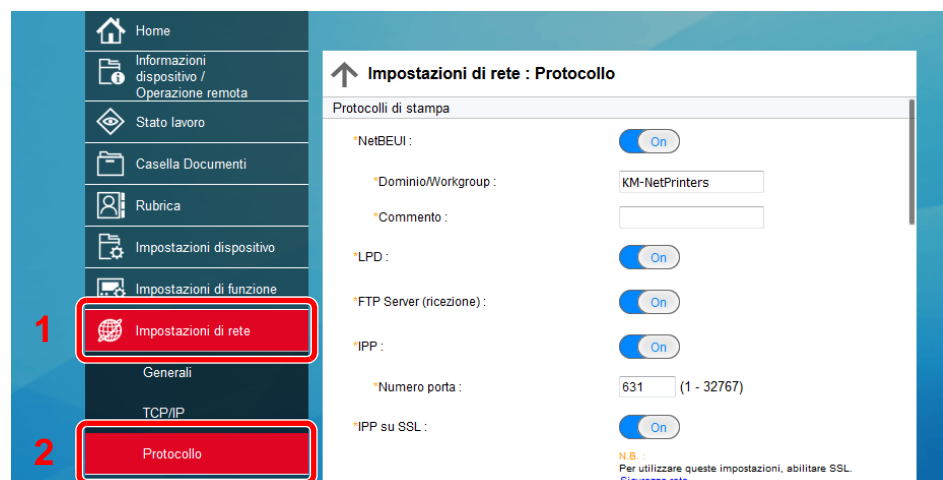 Home
Informazioni
dispositivo /
Operazione remota
Stato lavoro
Casella Documenti
Rubrica
Impostazioni dispositivo
Impostazioni di funzione
1
Impostazioni di rete
Generali
TCP/IP
2
Protocollo
Impostazioni di rete : Protocollo
Protocolli di stampa
*NetBEUI : On
*Dominio/Workgroup : KM-NetPrinters
*Commento :
*LPD : On
*FTP Server (ricezione) : On
*IPP : On
*Numero porta : 631 (1 - 32767)
*IPP su SSL : On
N.B. :
Per utilizzare queste impostazioni, abilitare SSL.
Sicurezza rete